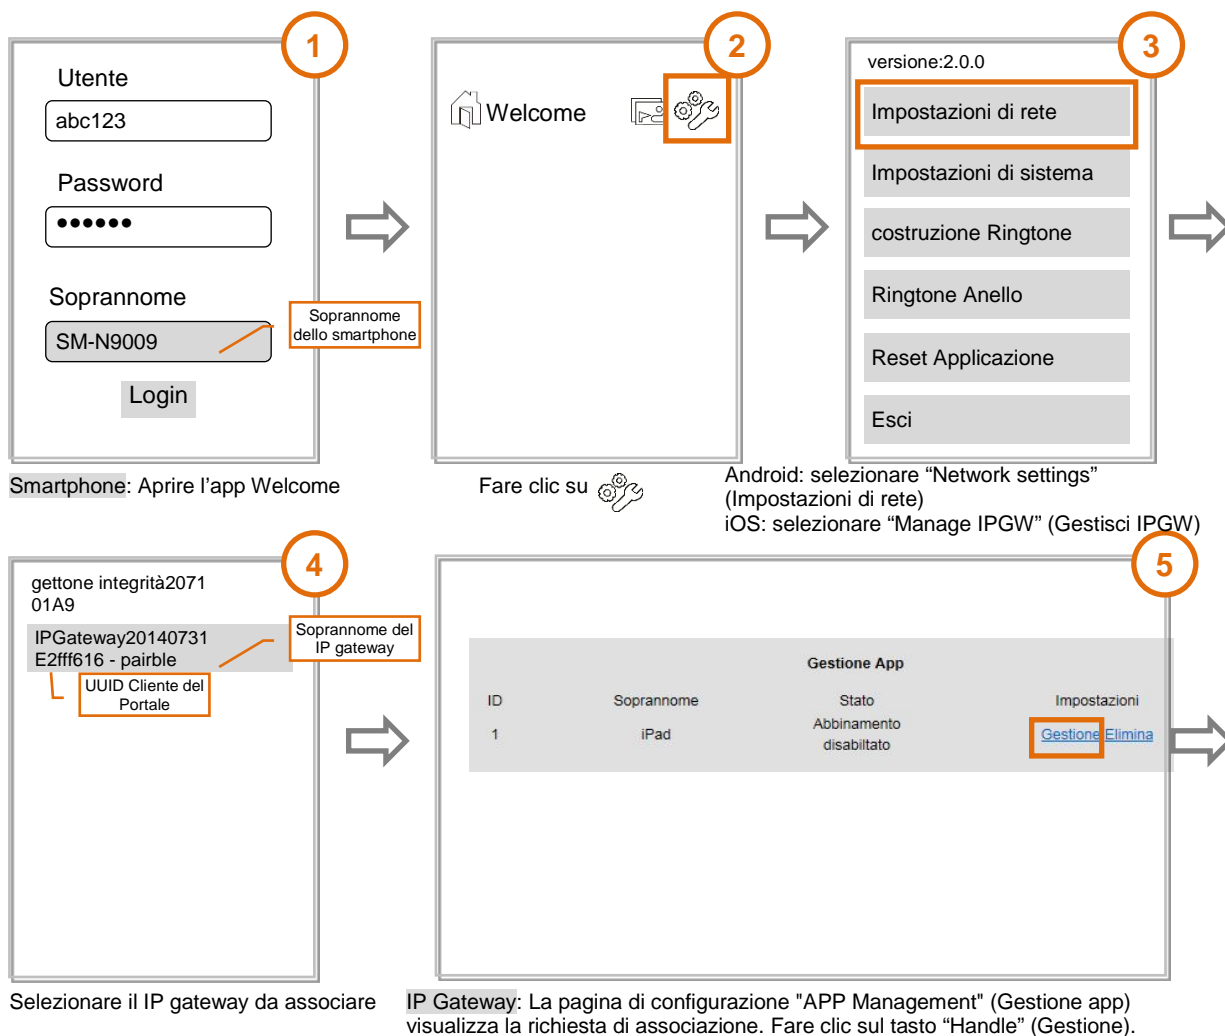 1
Utente
abc123
Password
••••••
Soprannome
SM-N9009
Soprannome
dello smartphone
Login
Smartphone: Aprire l’app Welcome
2
Welcome
Fare clic su
3
versione:2.0.0
Impostazioni di rete
Impostazioni di sistema
costruzione Ringtone
Ringtone Anello
Reset Applicazione
Esci
Android: selezionare “Network settings”
(Impostazioni di rete)
iOS: selezionare “Manage IPGW” (Gestisci IPGW)
4
gettone integrità2071
01A9
IPGateway20140731
E2fff616 - pairble
Soprannome del
IP gateway
UUID Cliente del
Portale
Selezionare il IP gateway da associare
5
Gestione App
ID Soprannome Stato Impostazioni
1 iPad Abbinamento
disabiltato
Gestione Elimina
IP Gateway: La pagina di configurazione "APP Management" (Gestione app)
visualizza la richiesta di associazione. Fare clic sul tasto “Handle” (Gestione).